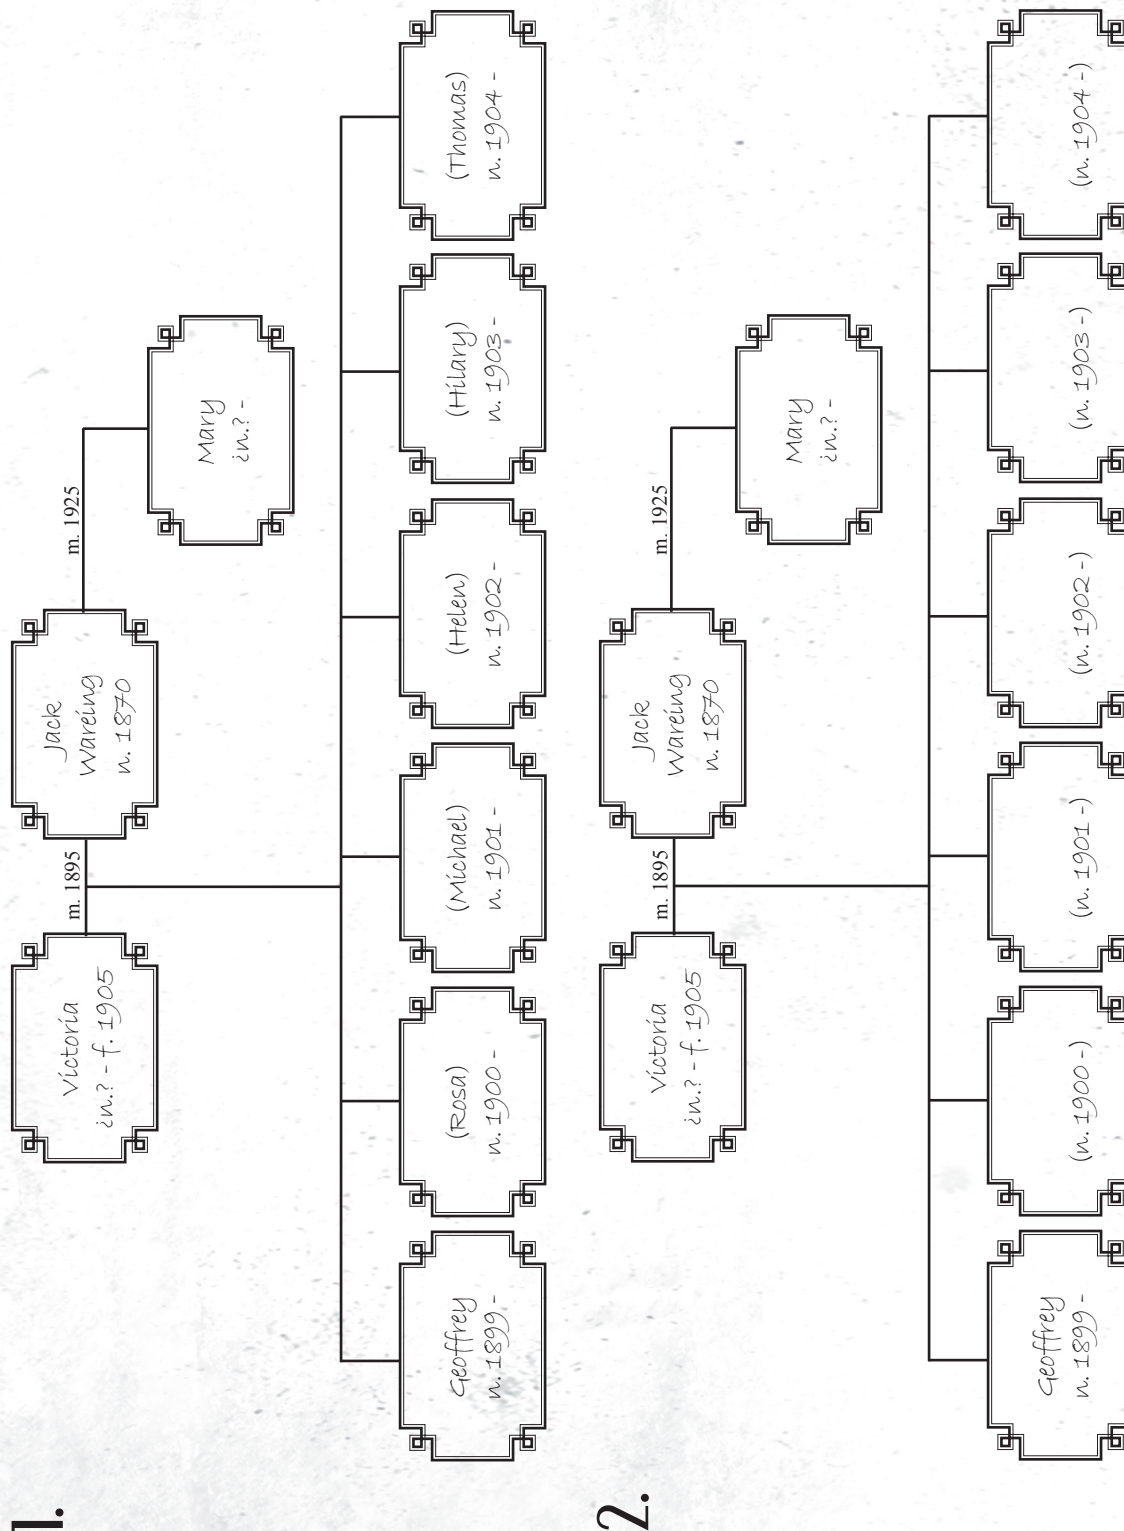 1.
Victoria
¿n.? - f. 1905
m. 1895
Jack
Wareing
n. 1870
m. 1925
Mary
¿n.? -
Geoffrey
n. 1899 -
(Rosa)
n. 1900 -
(Michael)
n. 1901 -
(Helen)
n. 1902 -
(Hilary)
n. 1903 -
(Thomas)
n. 1904 -
2.
Victoria
¿n.? - f. 1905
m. 1895
Jack
Wareing
n. 1870
m. 1925
Mary
¿n.? -
Geoffrey
n. 1899 -
(n. 1900 -)
(n. 1901 -)
(n. 1902 -)
(n. 1903 -)
(n. 1904 -)